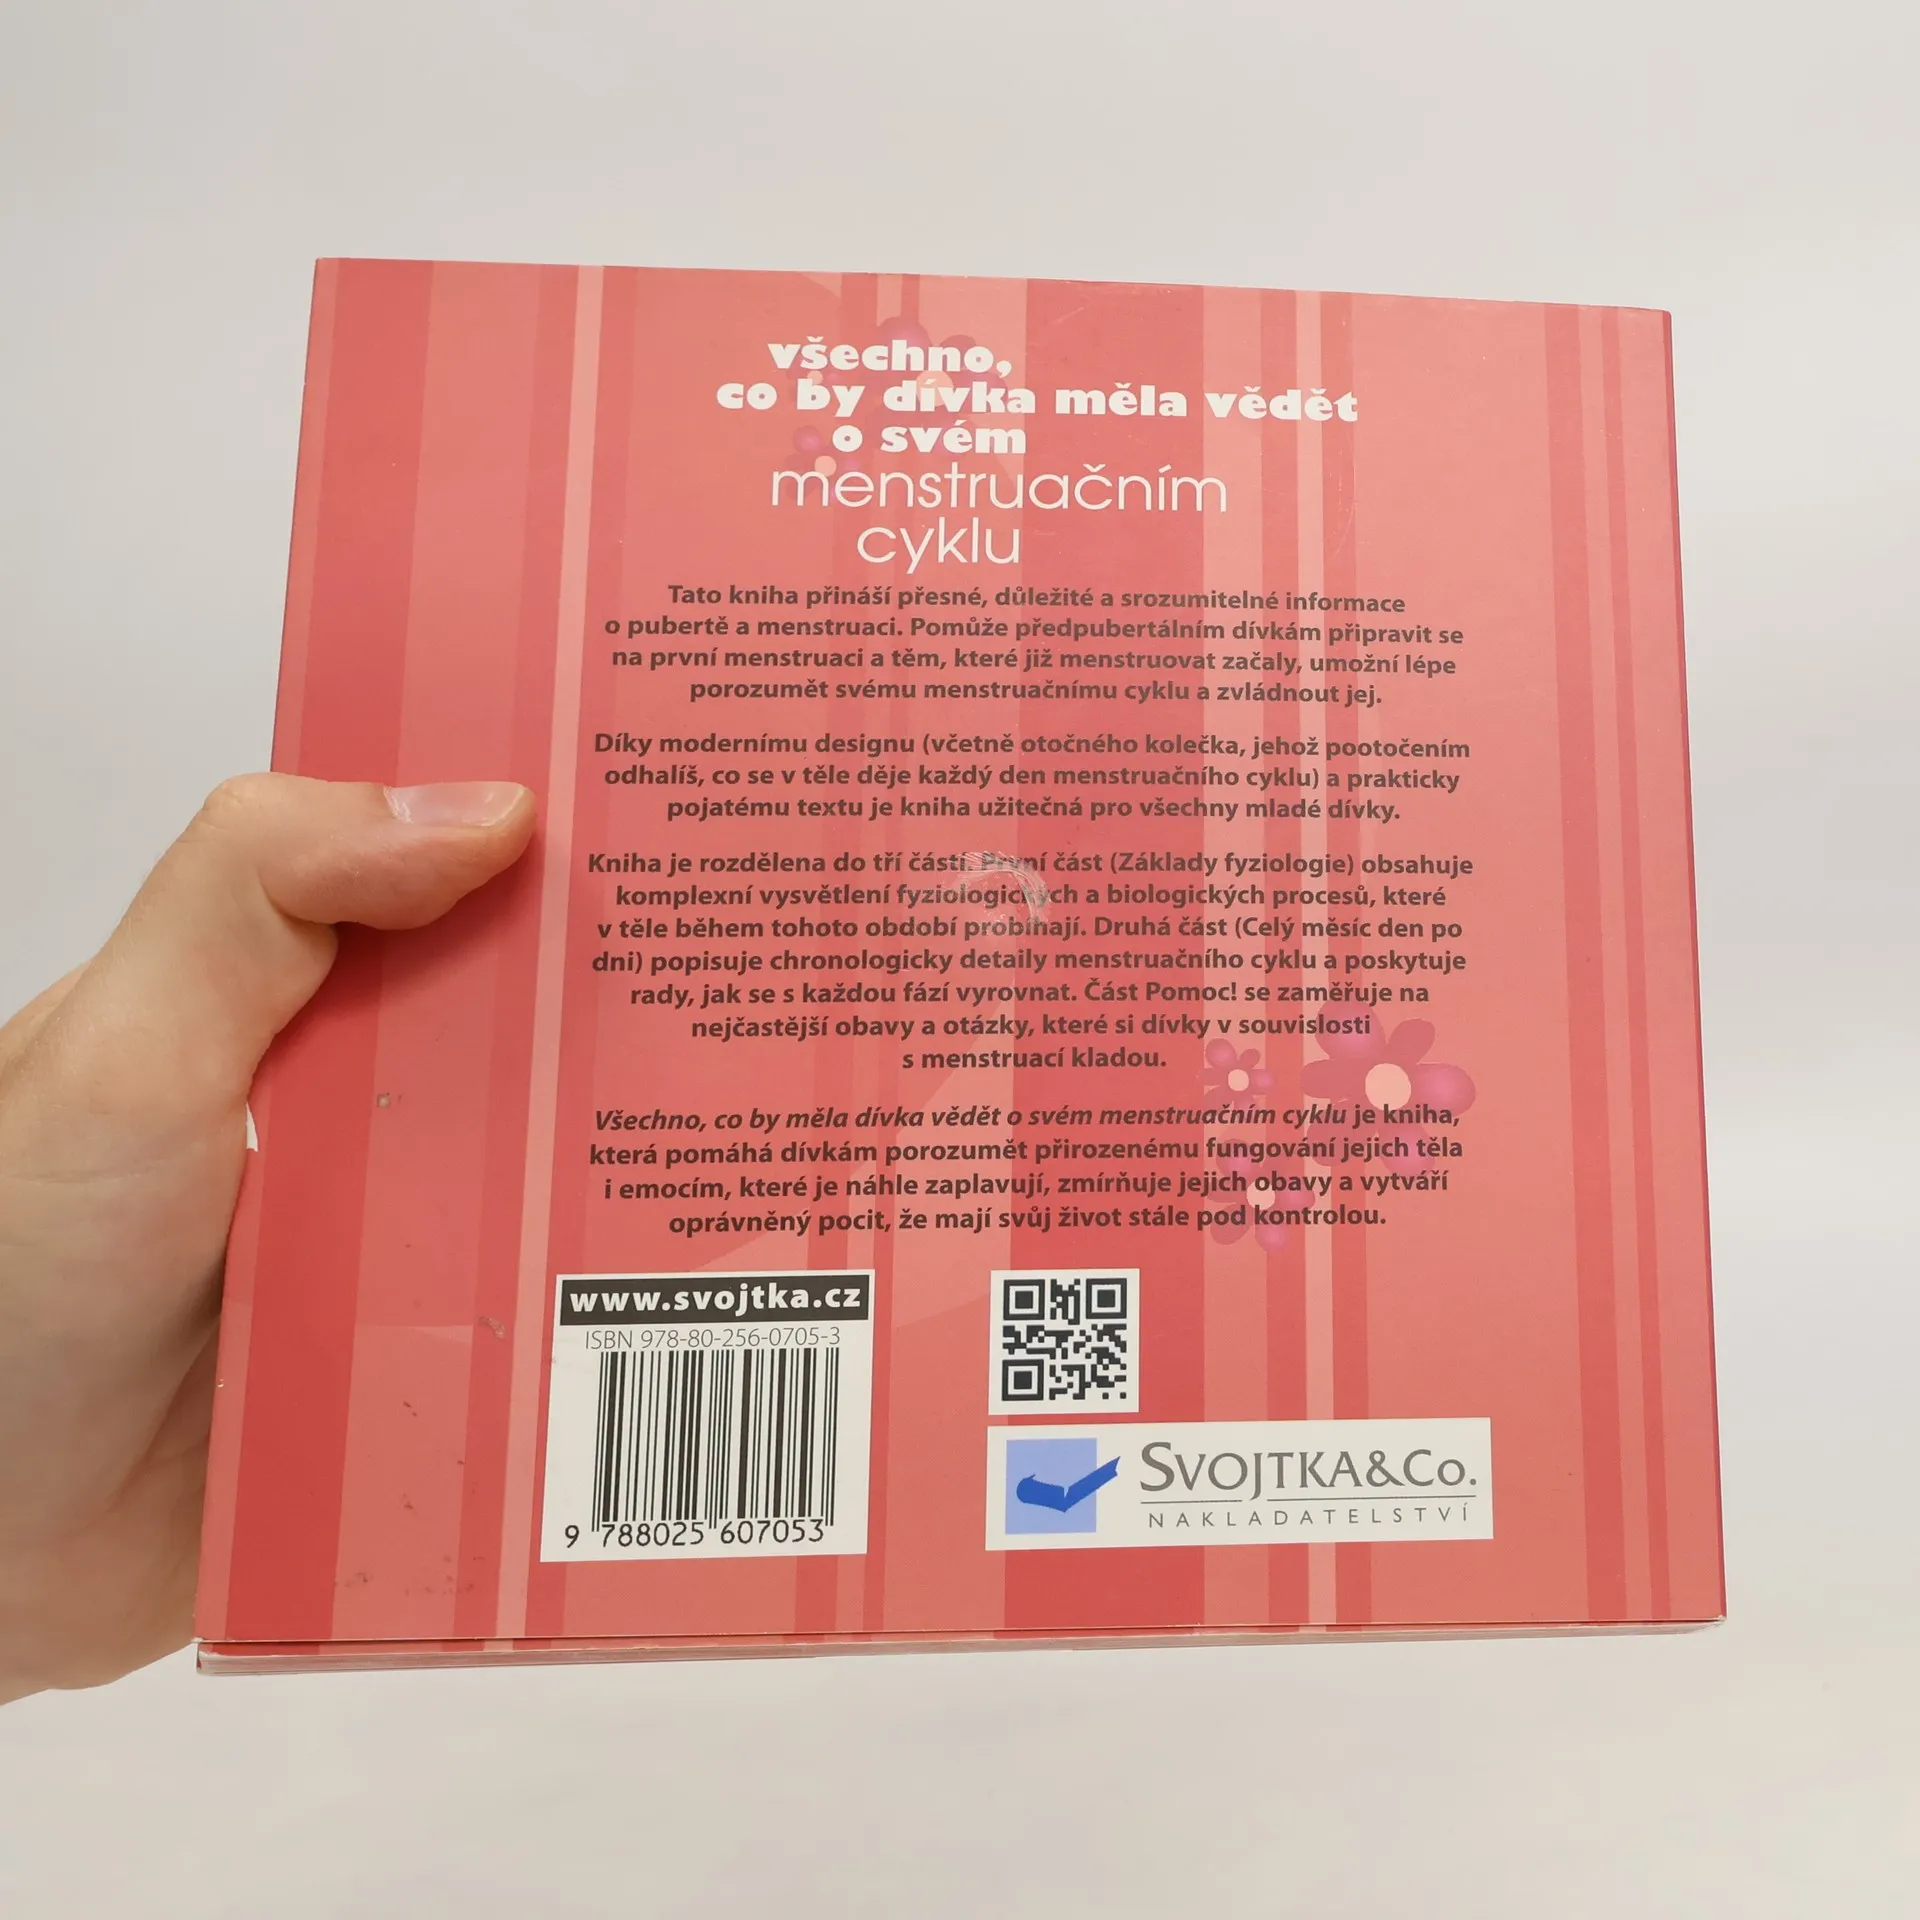 všechno,
co by dívka měla vědět
o svém
menstruačním
cyklu
Tato kniha přináší přesné, důležité a srozumitelné informace
o pubertě a menstruaci. Pomůže předpubertálním dívkám připravit se
na první menstruaci a těm, které již menstruovat začaly, umožní lépe
porozumět svému menstruačnímu cyklu a zvládnout jej.
Díky modernímu designu (včetně otočného kolečka, jehož pootočením
odhalíš, co se v těle děje každý den menstruačního cyklu) a prakticky
pojatému textu je kniha užitečná pro všechny mladé dívky.
Kniha je rozdělena do tří částí. První část (Základy fyziologie) obsahuje
komplexní vysvětlení fyziologických a biologických procesů, které
v těle během tohoto období probíhají. Druhá část (Celý měsíc den po
dni) popisuje chronologicky detaily menstruačního cyklu a poskytuje
rady, jak se s každou fází vyrovnat. Část Pomoc! se zaměřuje na
nejčastější obavy a otázky, které si dívky v souvislosti
s menstruací kladou.
Všechno, co by měla dívka vědět o svém menstruačním cyklu je kniha,
která pomáhá dívkám porozumět přirozenému fungování jejich těla
i emocím, které je náhle zaplavují, zmírňuje jejich obavy a vytváří
oprávněný pocit, že mají svůj život stále pod kontrolou.
www.svojtka.cz
ISBN 978-80-256-0705-3
9 788025 607053
SVOJTKA&CO.
NAKLADATELSTVÍ